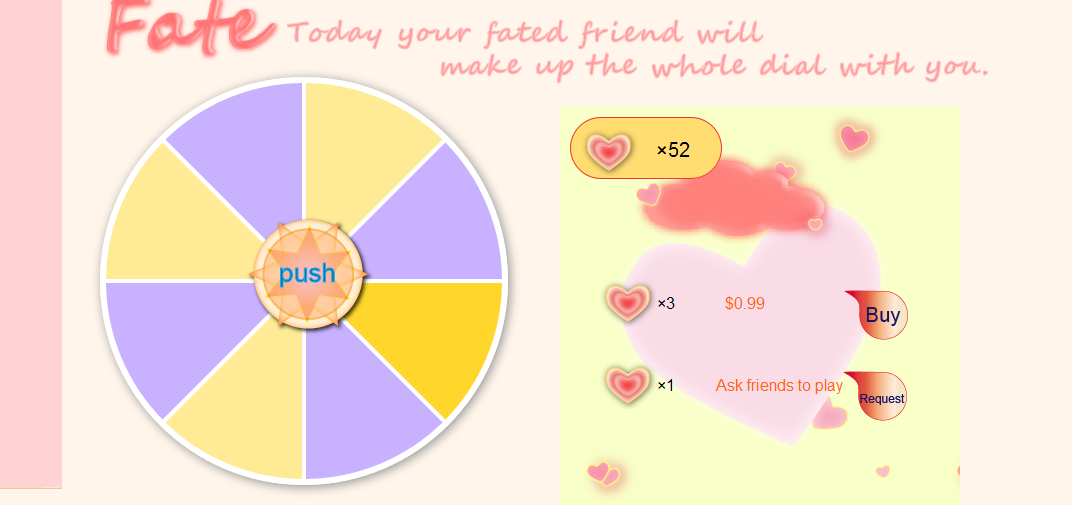 Fate Today your fated friend will
make up the whole dial with you.
push
×52
×3 $0.99 Buy
×1 Ask friends to play Request